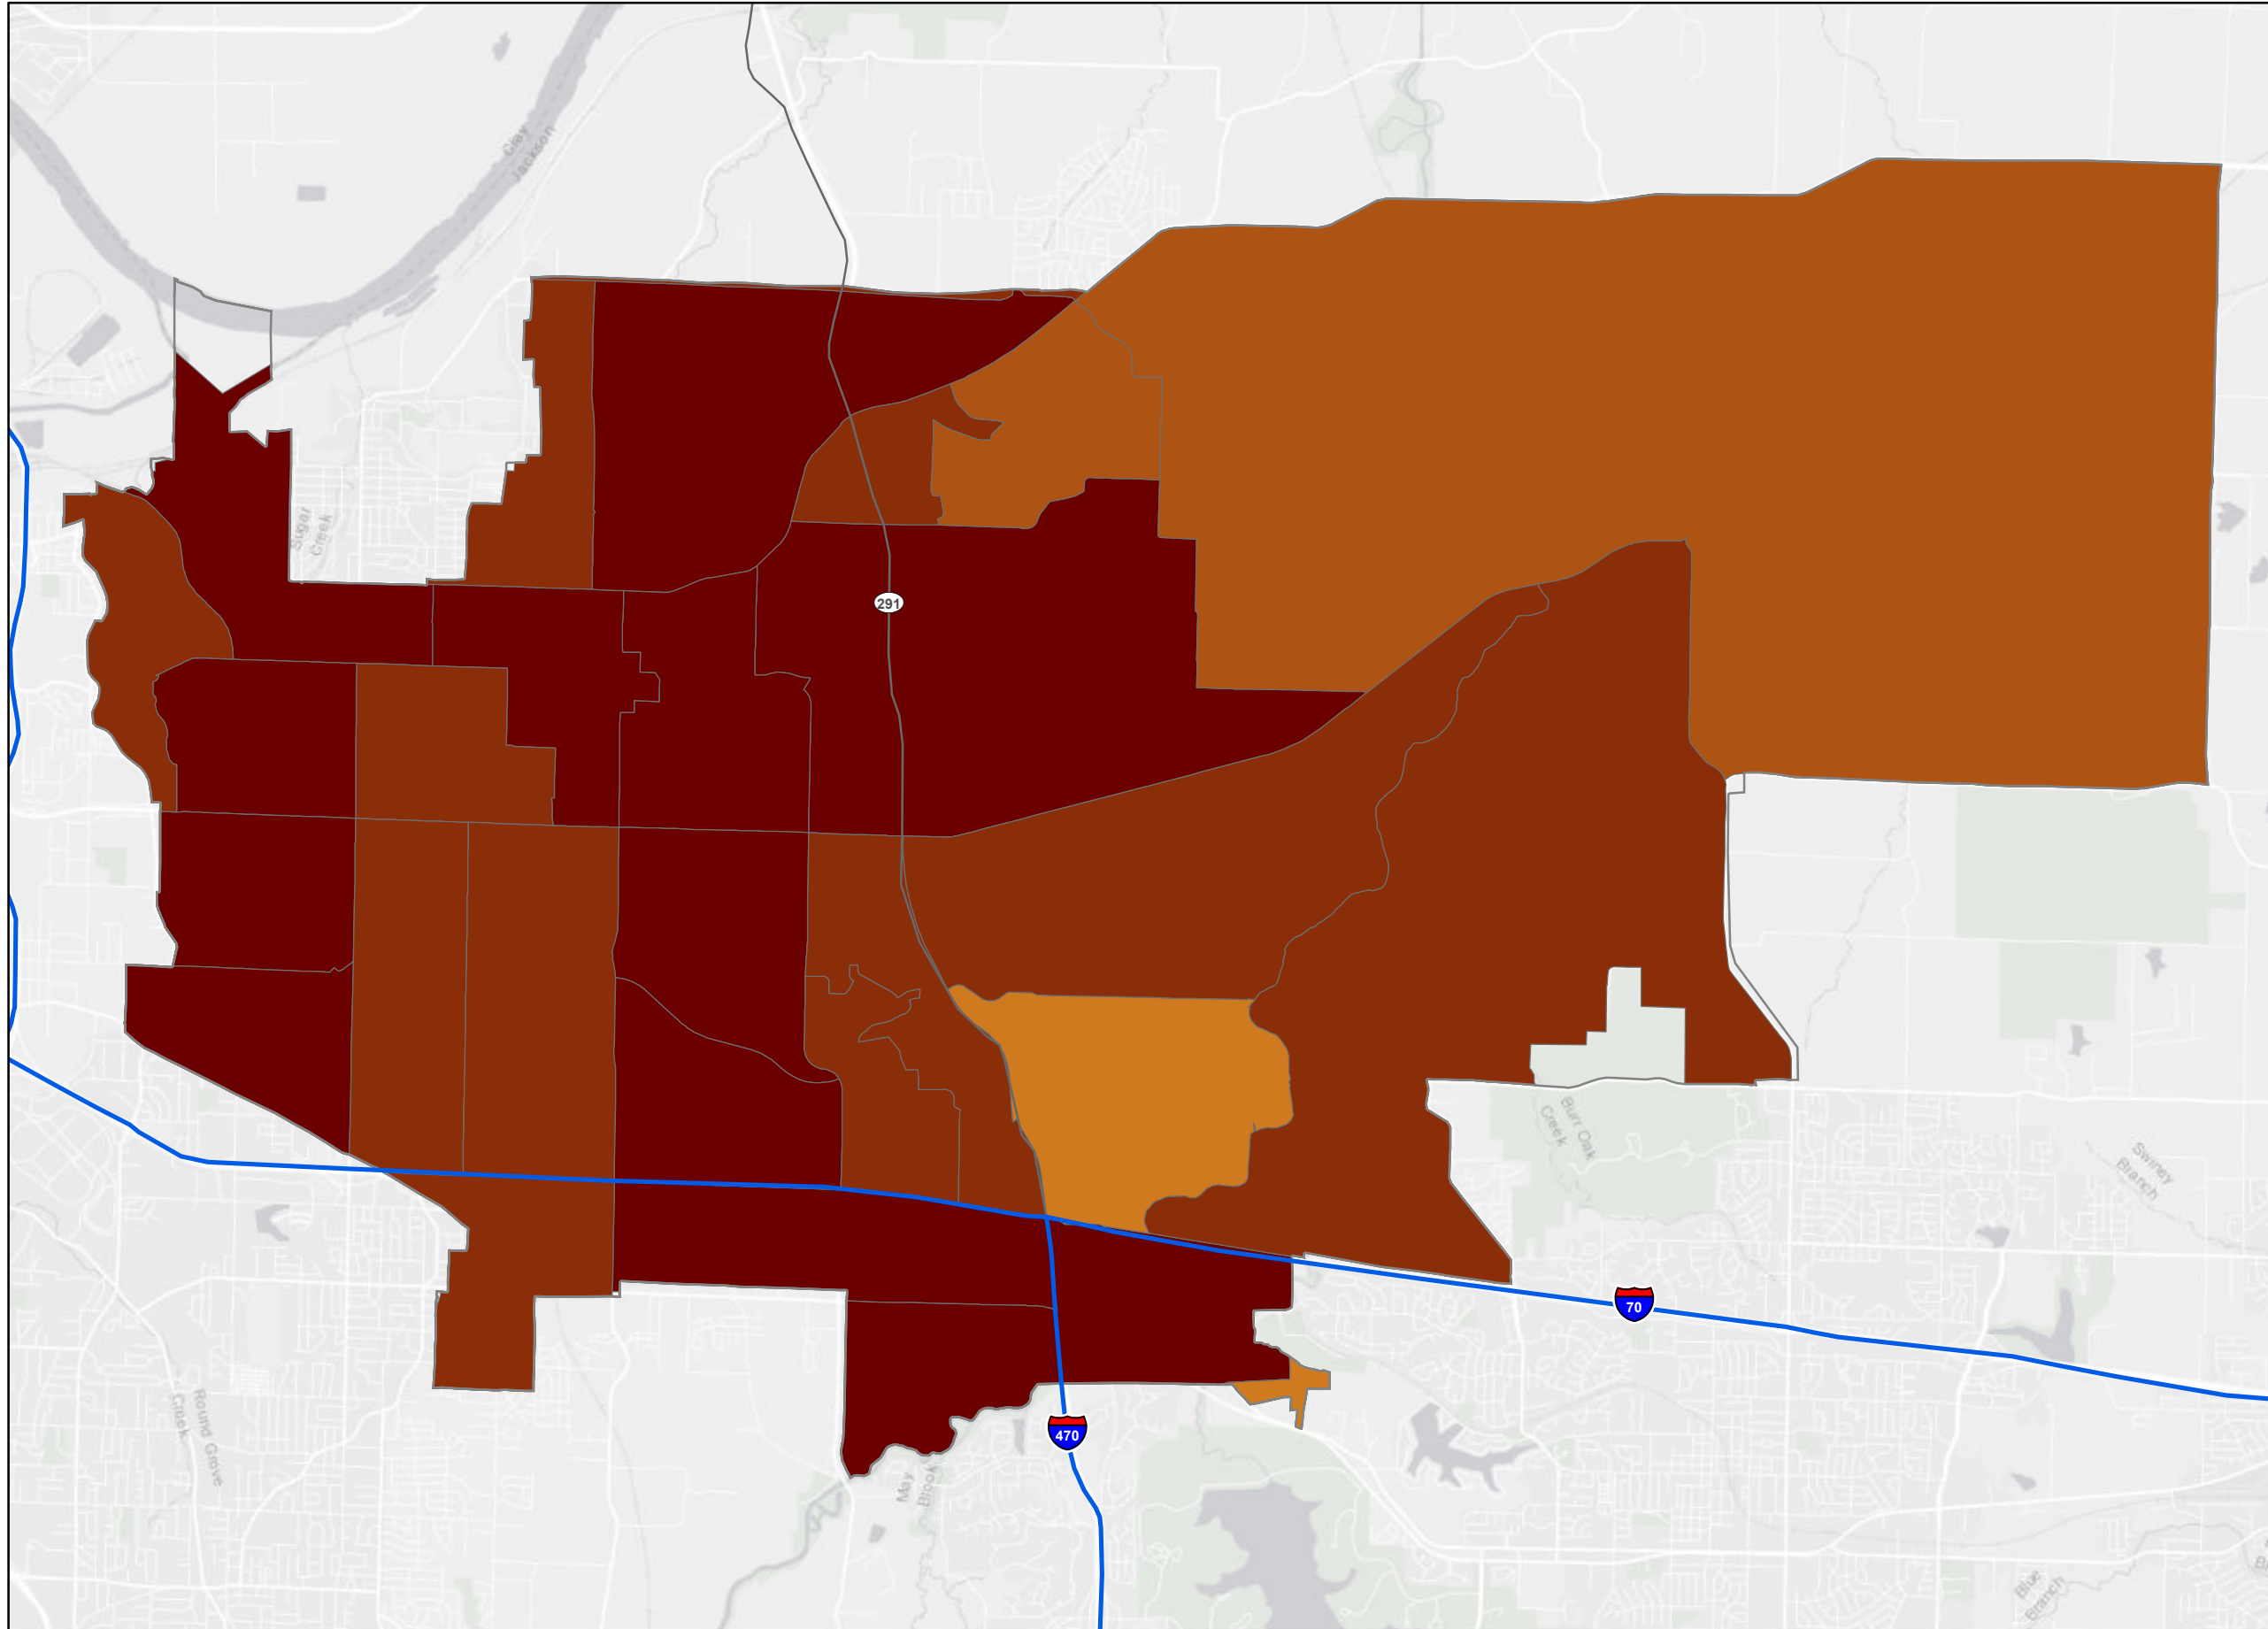 Clay
Jackson
Sugar
Creek
291
Burr Oak
Creek
Swiney
Branch
70
Round Grove
Creek
470
May
Brook
Blue
Branch